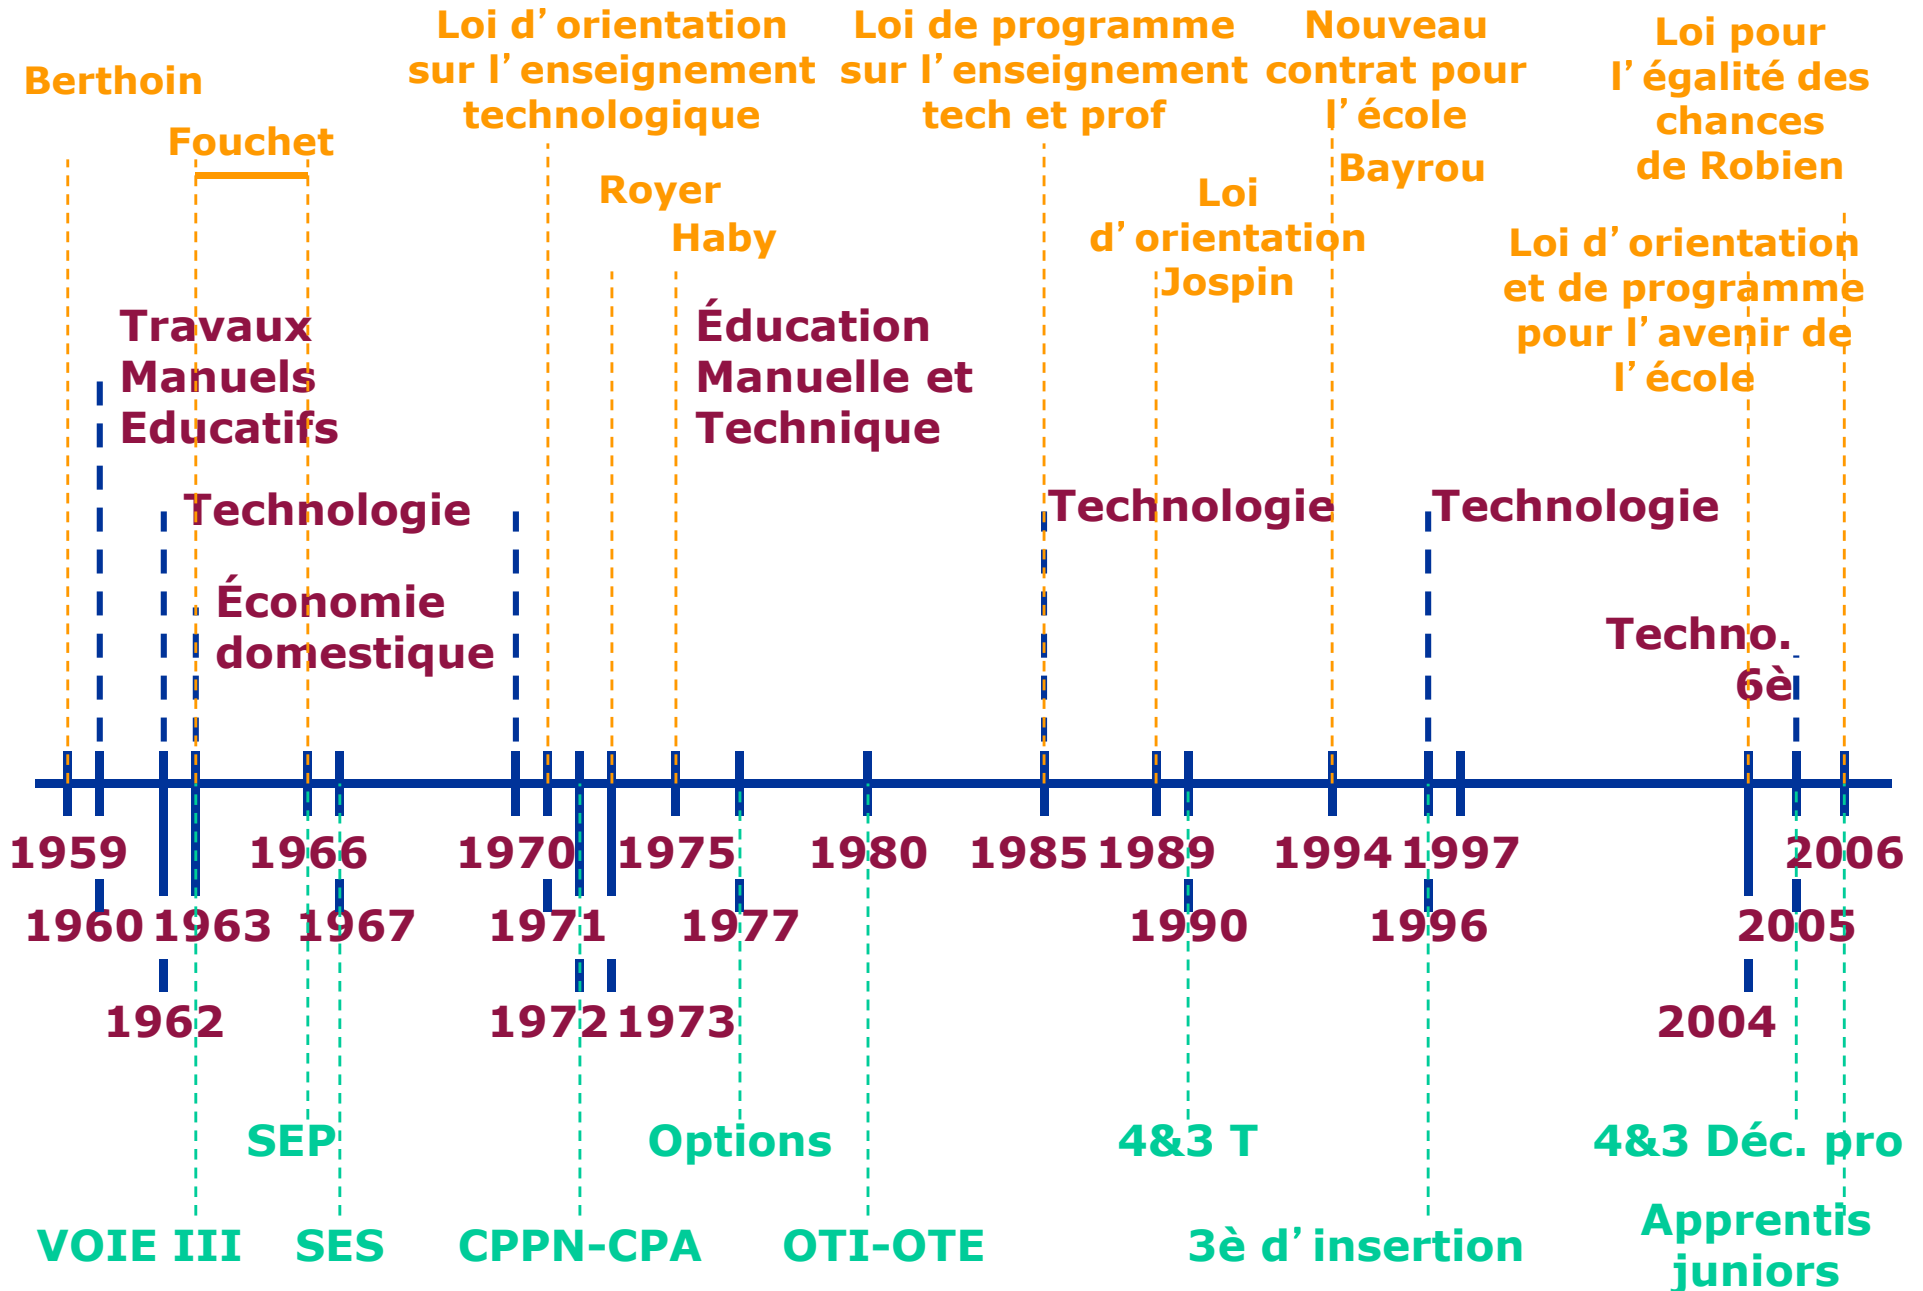 Berthoin
Fouchet
Loi d’orientation
sur l’enseignement
technologique
Royer
Haby
Loi de programme
sur l’enseignement
tech et prof
Loi
d’orientation
Jospin
Nouveau
contrat pour
l’école
Bayrou
Loi pour
l’égalité des
chances
de Robien
Loi d’orientation
et de programme
pour l’avenir de
l’école
Travaux
Manuels
Educatifs
Technologie
Économie
domestique
Éducation
Manuelle et
Technique
Technologie
Technologie
Techno.
6è
1959
1966
1970
1975
1980
1985
1989
1994
1997
2006
1960
1963
1967
1971
1977
1990
1996
2005
1962
1972
1973
2004
SEP
Options
4&3 T
4&3 Déc. pro
VOIE III
SES
CPPN-CPA
OTI-OTE
3è d’insertion
Apprentis
juniors